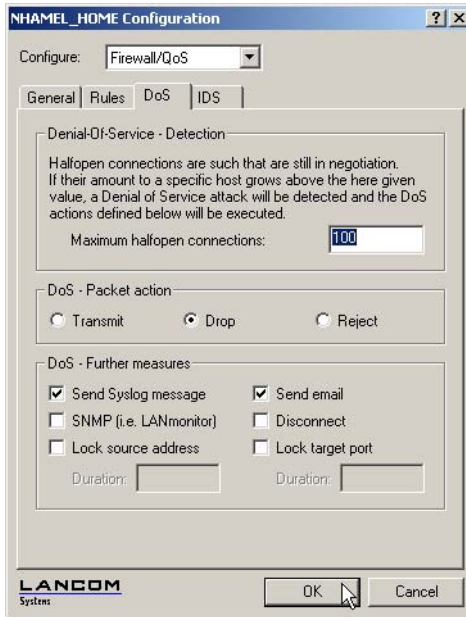 NHAMEL_HOME Configuration
Configure: Firewall/QoS
General Rules DoS IDS
Denial-Of-Service - Detection
Halfopen connections are such that are still in negotiation.
If their amount to a specific host grows above the here given
value, a Denial of Service attack will be detected and the DoS
actions defined below will be executed.
Maximum halfopen connections: 100
DoS - Packet action
Transmit Drop Reject
DoS - Further measures
Send Syslog message Send email
SNMP (i.e. LANmonitor) Disconnect
Lock source address Lock target port
Duration: Duration:
LANCOM
Systems
OK Cancel